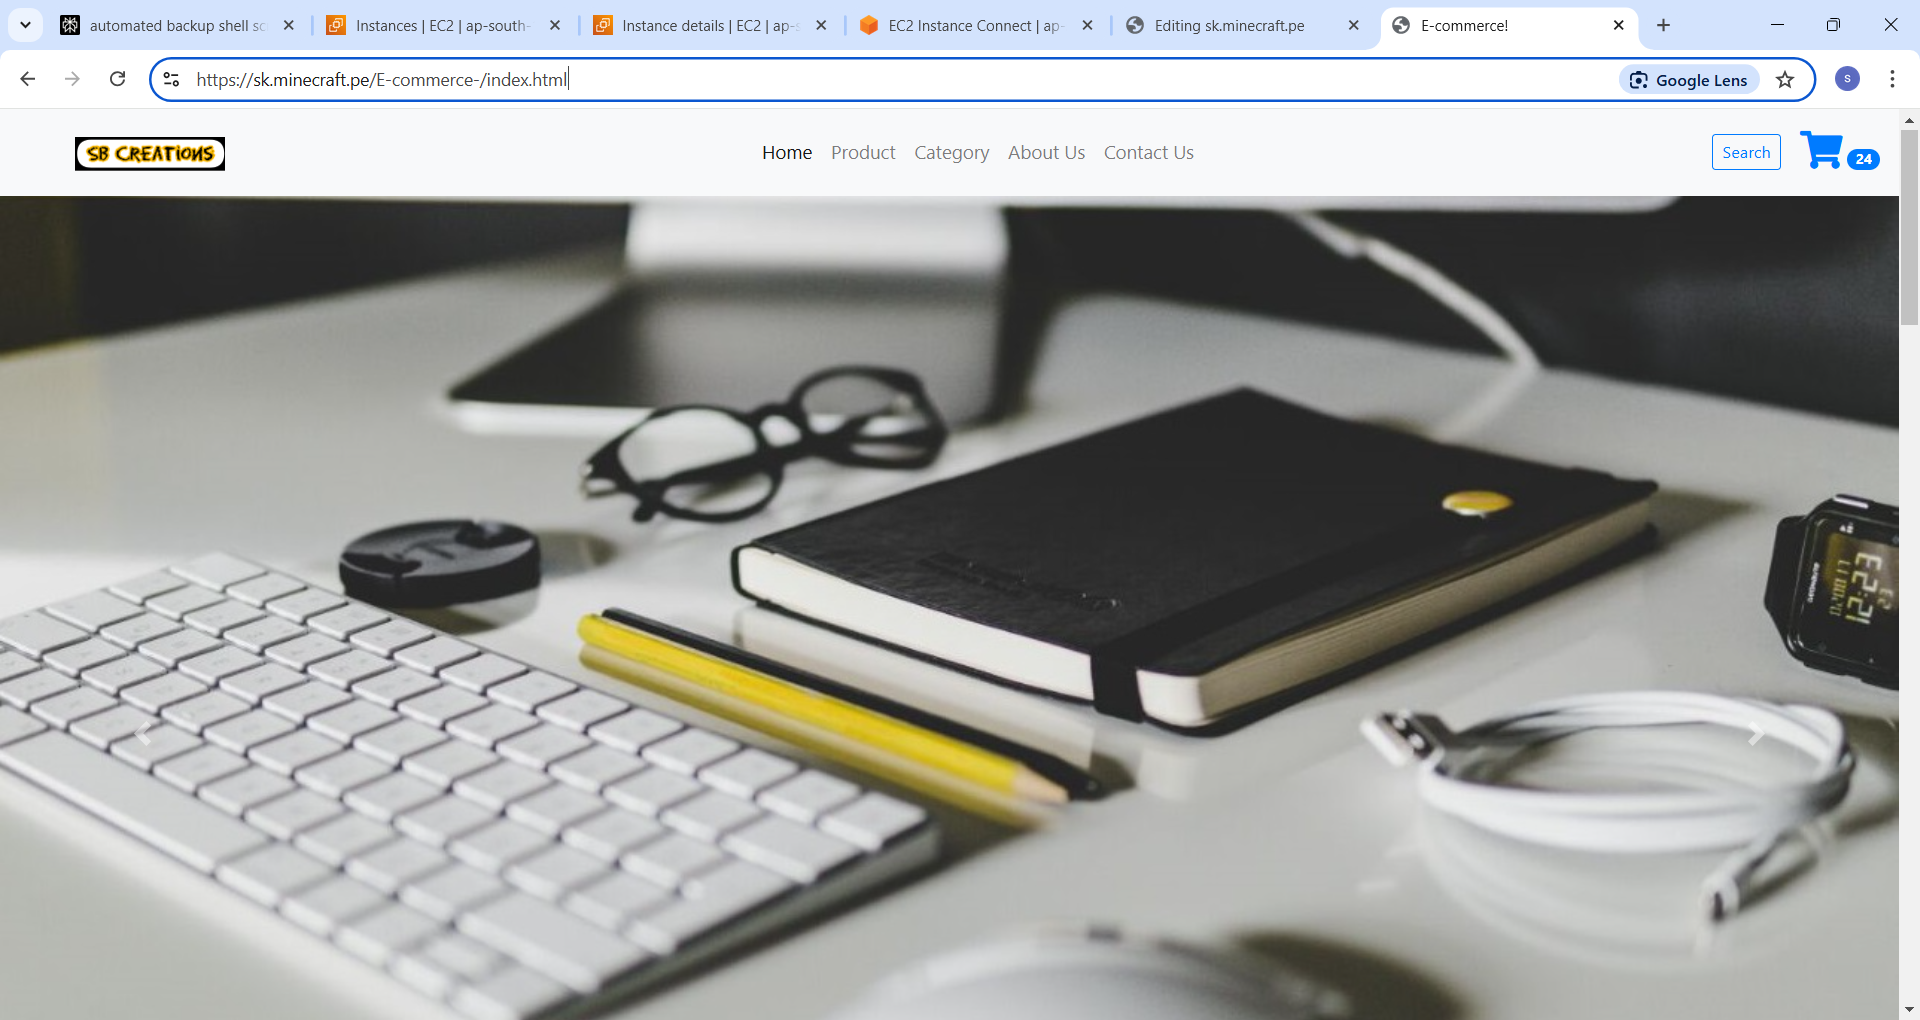 automated backup shell sc
Instances | EC2 | ap-south-
Instance details | EC2 | ap-s
EC2 Instance Connect | ap-
Editing sk.minecraft.pe
E-commerce!
https://sk.minecraft.pe/E-commerce-/index.html
Google Lens
S
SB CREATIONS
Home
Product
Category
About Us
Contact Us
Search
24